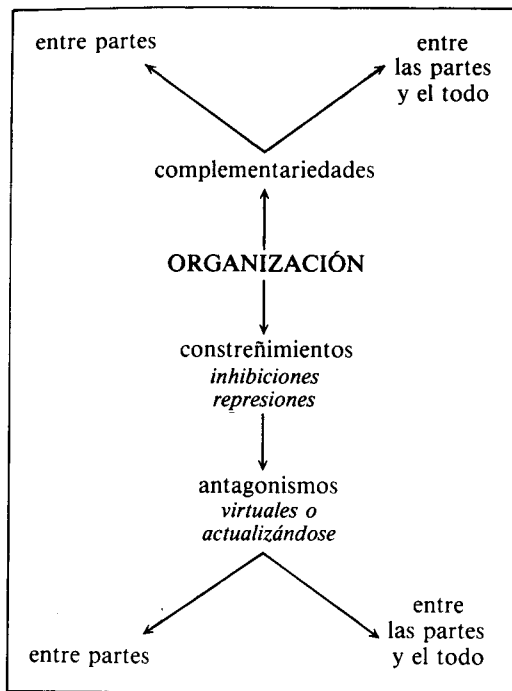 entre partes
entre
las partes
y el todo
complementariedades
ORGANIZACIÓN
constreñimientos
inhibiciones
represiones
antagonismos
virtuales o
actualizándose
entre partes
entre
las partes
y el todo